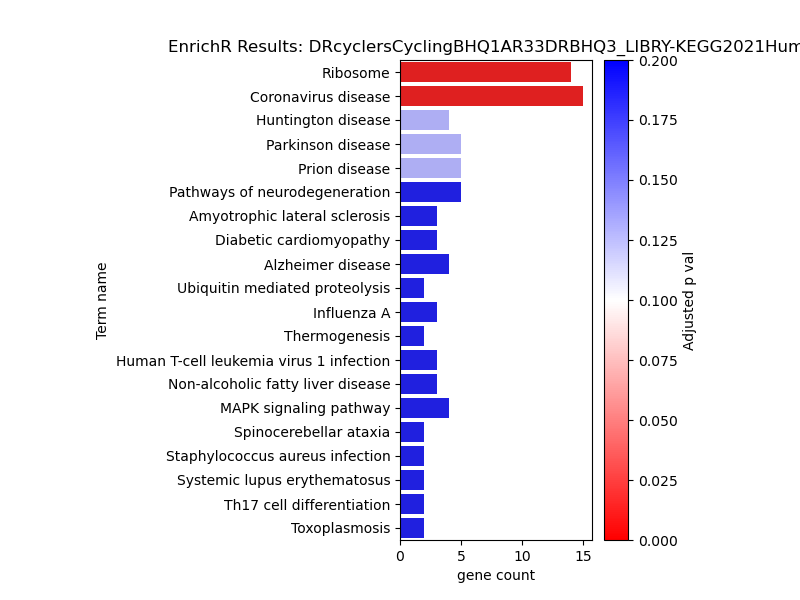 EnrichR Results: DRcyclersCyclingBHQ1AR33DRBHQ3_LIBRY-KEGG2021Hum
Term name
Ribosome
Coronavirus disease
Huntington disease
Parkinson disease
Prion disease
Pathways of neurodegeneration
Amyotrophic lateral sclerosis
Diabetic cardiomyopathy
Alzheimer disease
Ubiquitin mediated proteolysis
Influenza A
Thermogenesis
Human T-cell leukemia virus 1 infection
Non-alcoholic fatty liver disease
MAPK signaling pathway
Spinocerebellar ataxia
Staphylococcus aureus infection
Systemic lupus erythematosus
Th17 cell differentiation
Toxoplasmosis
0 5 10 15
gene count
0.200
0.175
0.150
0.125
0.100
0.075
0.050
0.025
0.000
Adjusted p val